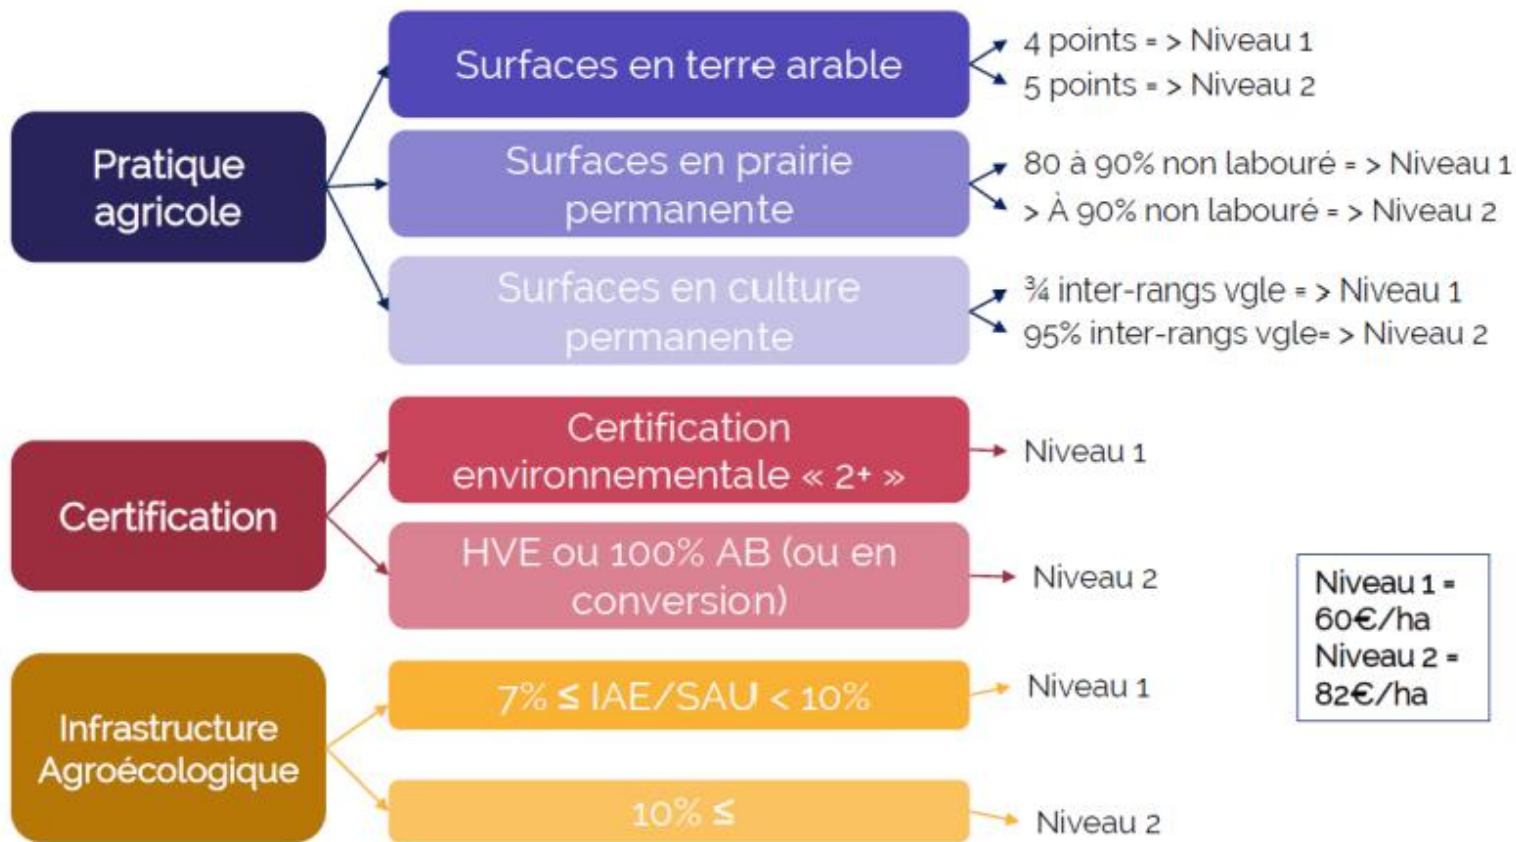 Pratique
agricole
Surfaces en terre arable
4 points = > Niveau 1
5 points = > Niveau 2
Surfaces en prairie
permanente
80 à 90% non labouré = > Niveau 1
> À 90% non labouré = > Niveau 2
Surfaces en culture
permanente
¾ inter-rangs vgle = > Niveau 1
95% inter-rangs vgle= > Niveau 2
Certification
Certification
environnementale « 2+ »
Niveau 1
HVE ou 100% AB (ou en
conversion)
Niveau 2
Infrastructure
Agroécologique
7% ≤ IAE/SAU < 10%
Niveau 1
10% ≤
Niveau 2
Niveau 1 =
60€/ha
Niveau 2 =
82€/ha